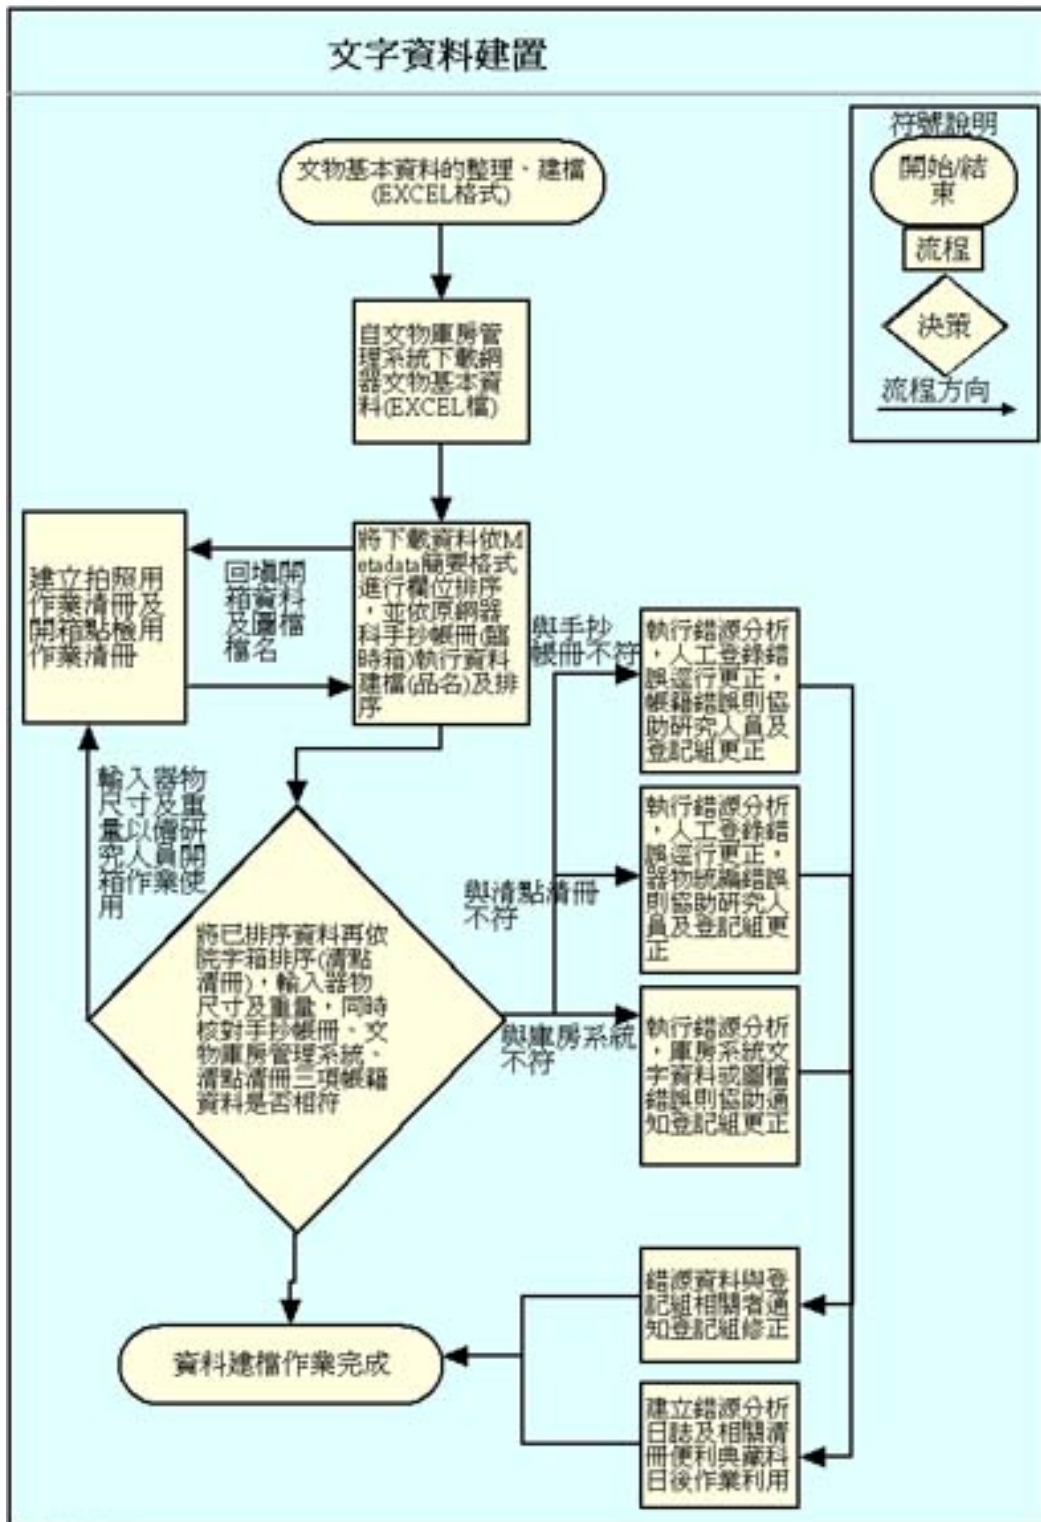 文字資料建置
符號說明
開始/結
束
流程
決策
流程方向
文物基本資料的整理、建檔
(EXCEL格式)
自文物庫房管
理系統下載銅
器文物基本資
料(EXCEL檔)
將下載資料依M
etadata簡要格式
進行欄位排序
，並依原銅器
科手抄帳冊(臨
時箱)執行資料
建檔(品名)及排
序
回填開
箱資料
及圖檔
檔名
建立拍照用
作業清冊及
開箱點檢用
作業清冊
輸入器物
尺寸及重
量以備研
究人員開
箱作業使
用
將已排序資料再依
院字箱排序(清點
清冊)，輸入器物
尺寸及重量，同時
核對手抄帳冊、文
物庫房管理系統、
清點清冊三項帳籍
資料是否相符
與手抄
帳冊不符
執行錯源分析
，人工登錄錯
誤逕行更正，
帳籍錯誤則協
助研究人員及
登記組更正
與清點清冊
不符
執行錯源分析
，人工登錄錯
誤逕行更正，
器物統編錯誤
則協助研究人
員及登記組更
正
與庫房系統
不符
執行錯源分析
，庫房系統文
字資料或圖檔
錯誤則協助通
知登記組更正
錯源資料與登
記組相關者通
知登記組修正
建立錯源分析
日誌及相關清
冊便利典藏科
日後作業利用
資料建檔作業完成